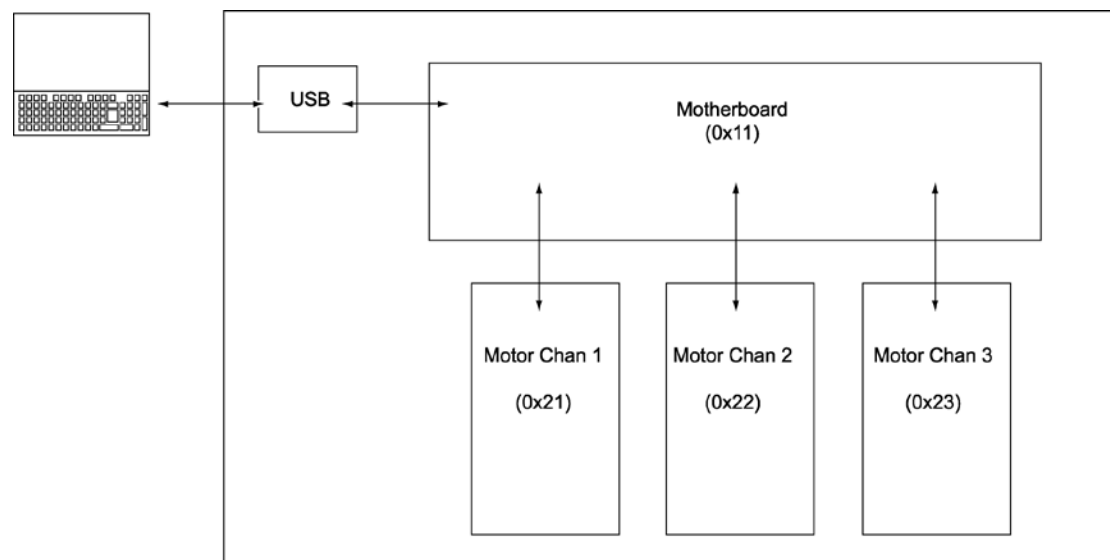 USB
Motherboard
(0x11)
Motor Chan 1
(0x21)
Motor Chan 2
(0x22)
Motor Chan 3
(0x23)